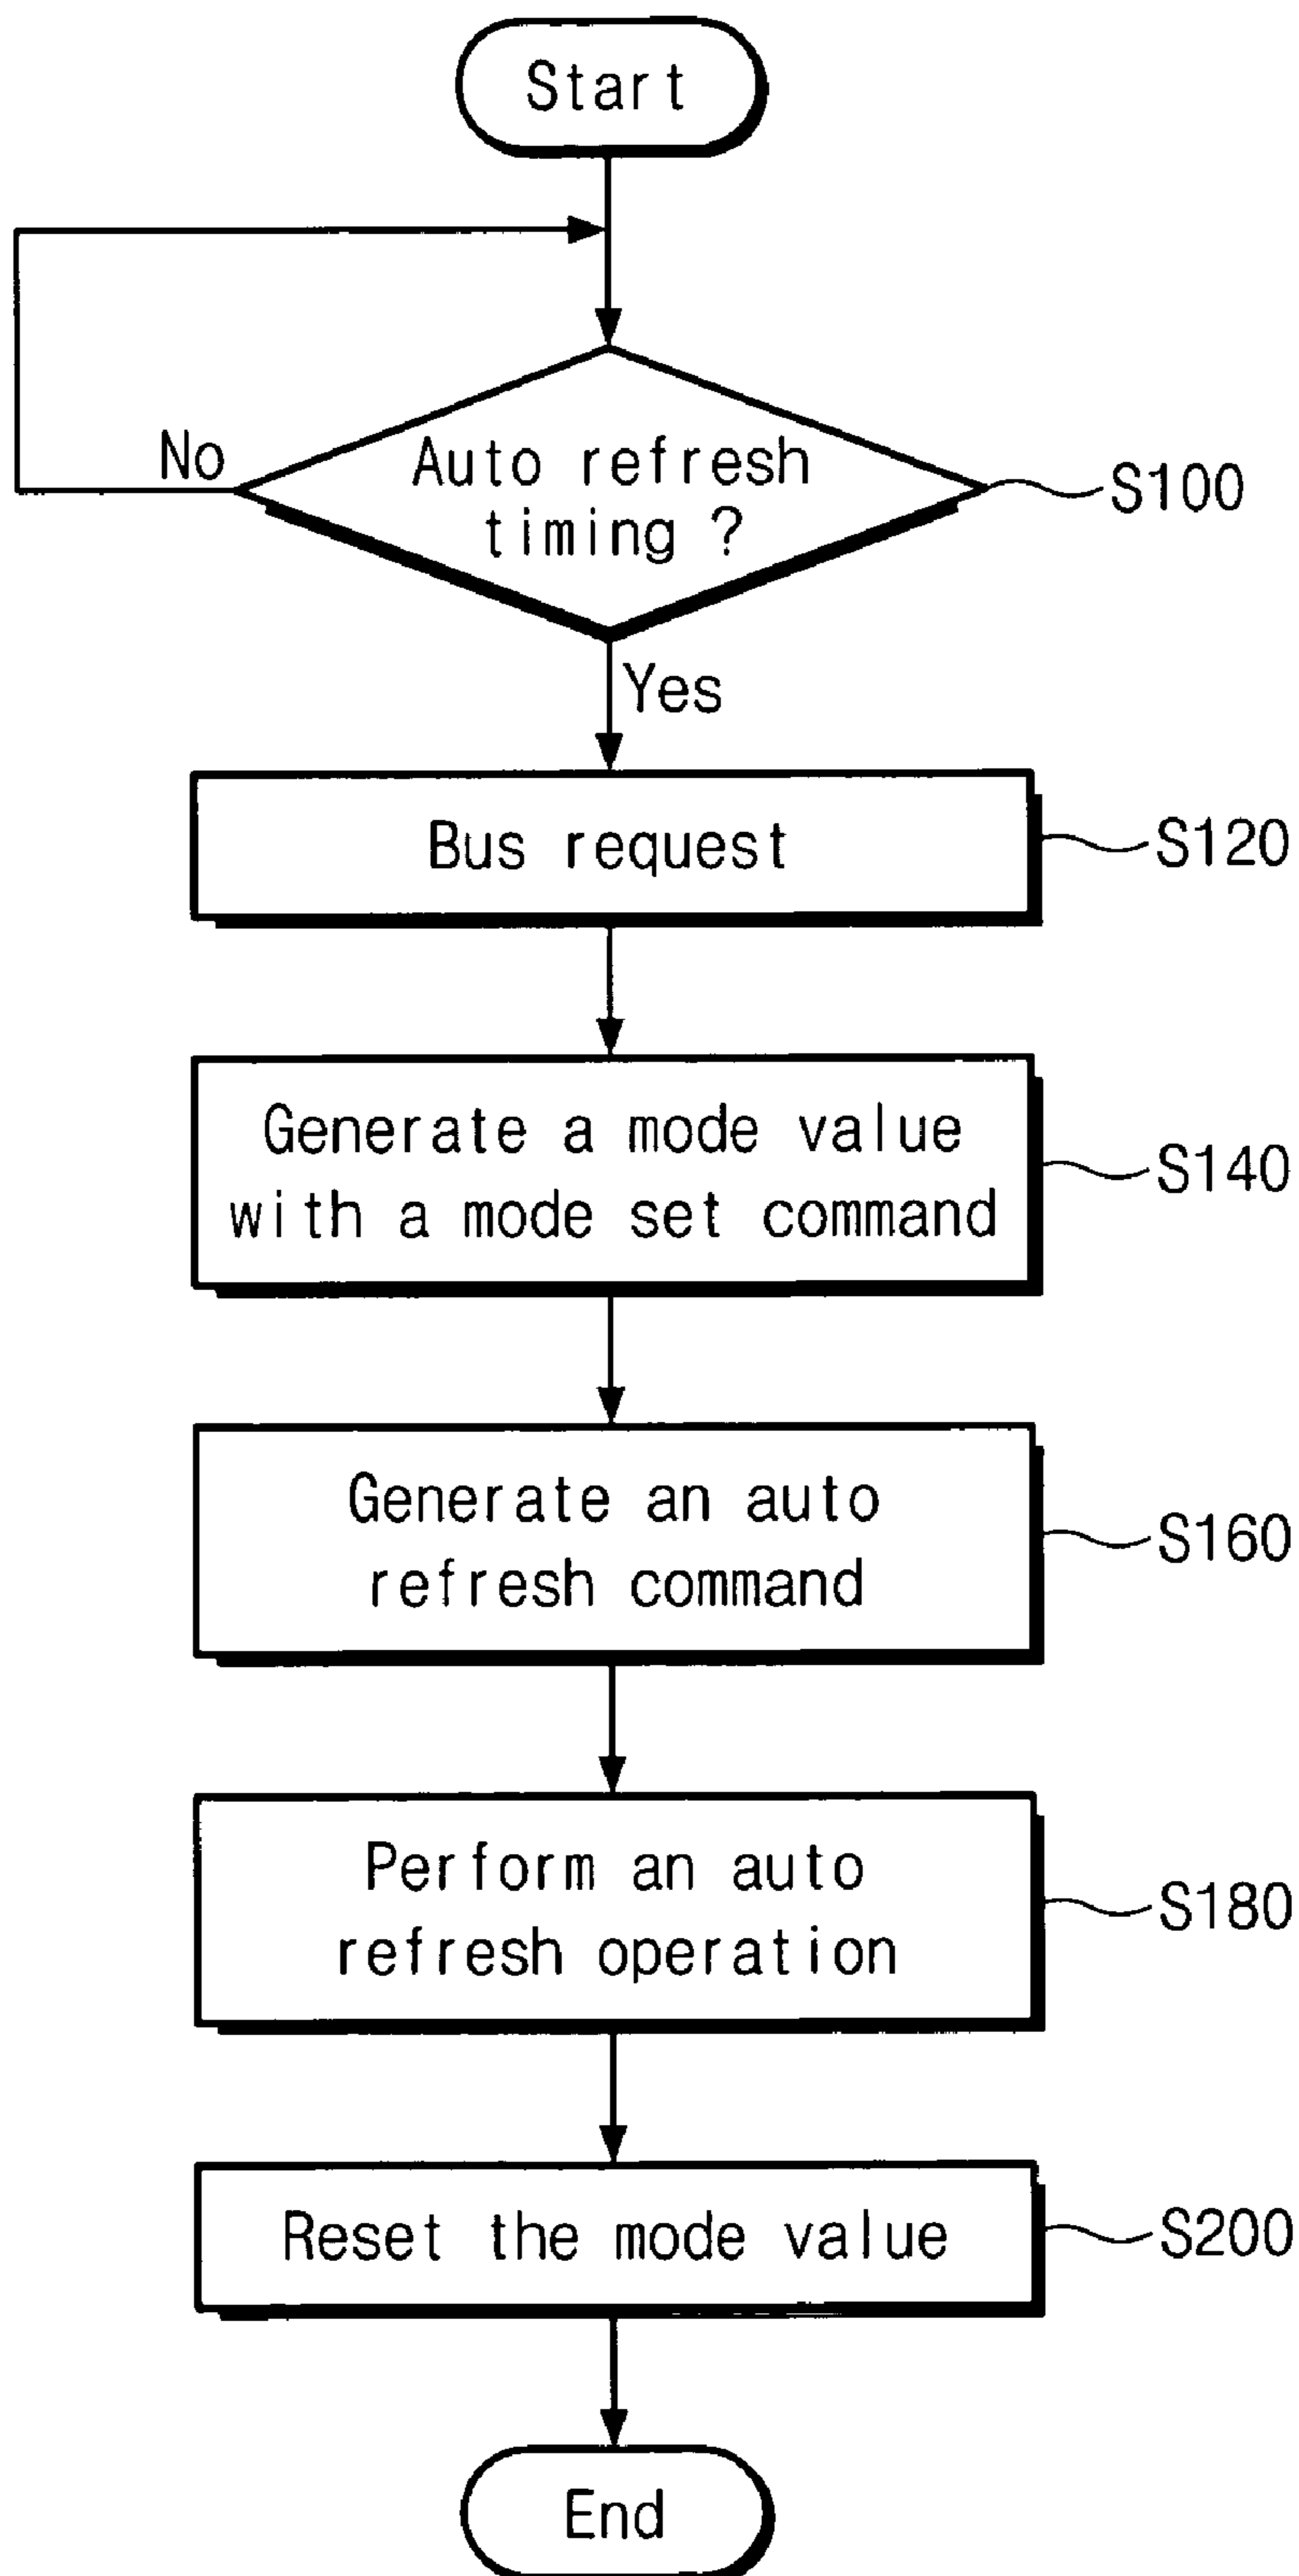 Start
No
Auto refresh
timing ?
S100
Yes
Bus request
S120
Generate a mode value
with a mode set command
S140
Generate an auto
refresh command
S160
Perform an auto
refresh operation
S180
Reset the mode value
S200
End